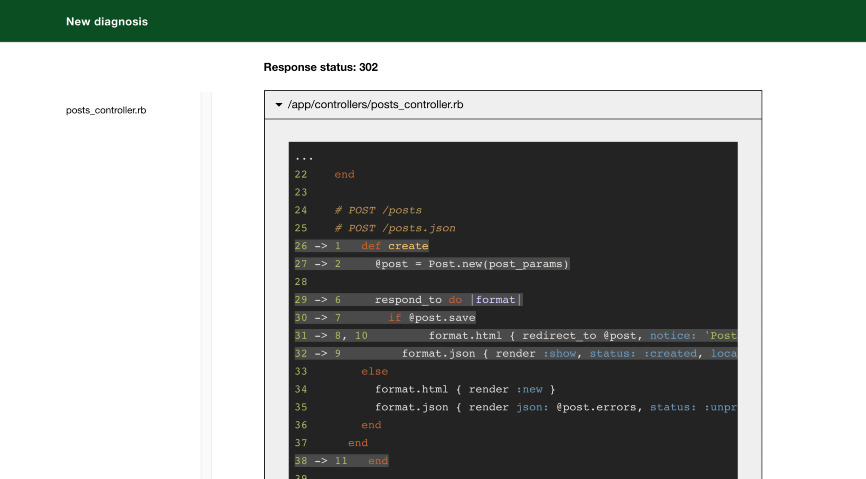 New diagnosis
Response status: 302
posts_controller.rb
/app/controllers/posts_controller.rb
...
22 end
23
24 # POST /posts
25 # POST /posts.json
26 -> 1 def create
27 -> 2 @post = Post.new(post_params)
28
29 -> 6 respond_to do |format|
30 -> 7 if @post.save
31 -> 8, 10 format.html { redirect_to @post, notice: 'Post
32 -> 9 format.json { render :show, status: :created, loca
33 else
34 format.html { render :new }
35 format.json { render json: @post.errors, status: :unpr
36 end
37 end
38 -> 11 end
39